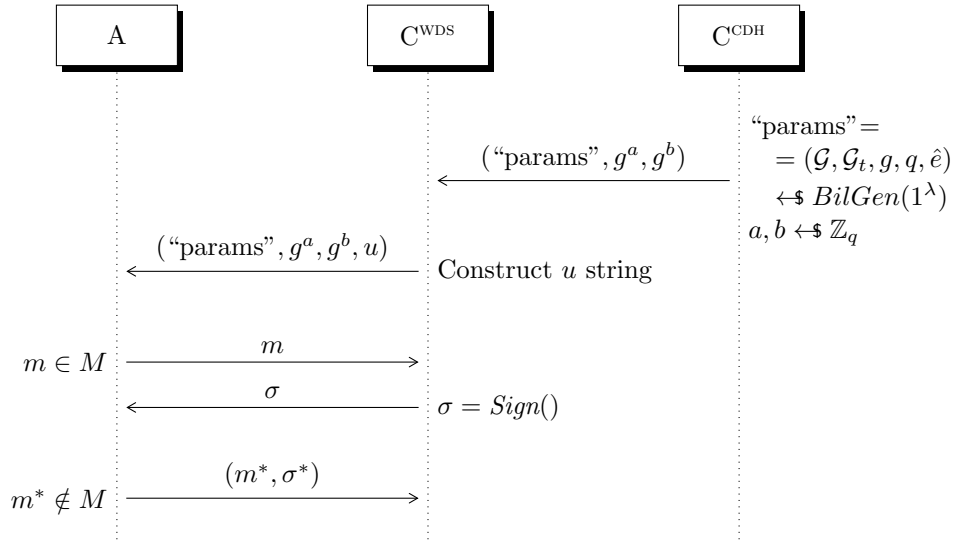 A
C^WDS
C^CDH
“params”=
= (𝒢, 𝒢_t, g, q, ê)
↞$ BilGen(1^λ)
a, b ↞$ ℤ_q
(“params”, g^a, g^b)
(“params”, g^a, g^b, u)
Construct u string
m ∈ M
m
σ
σ = Sign()
m* ∉ M
(m*, σ*)